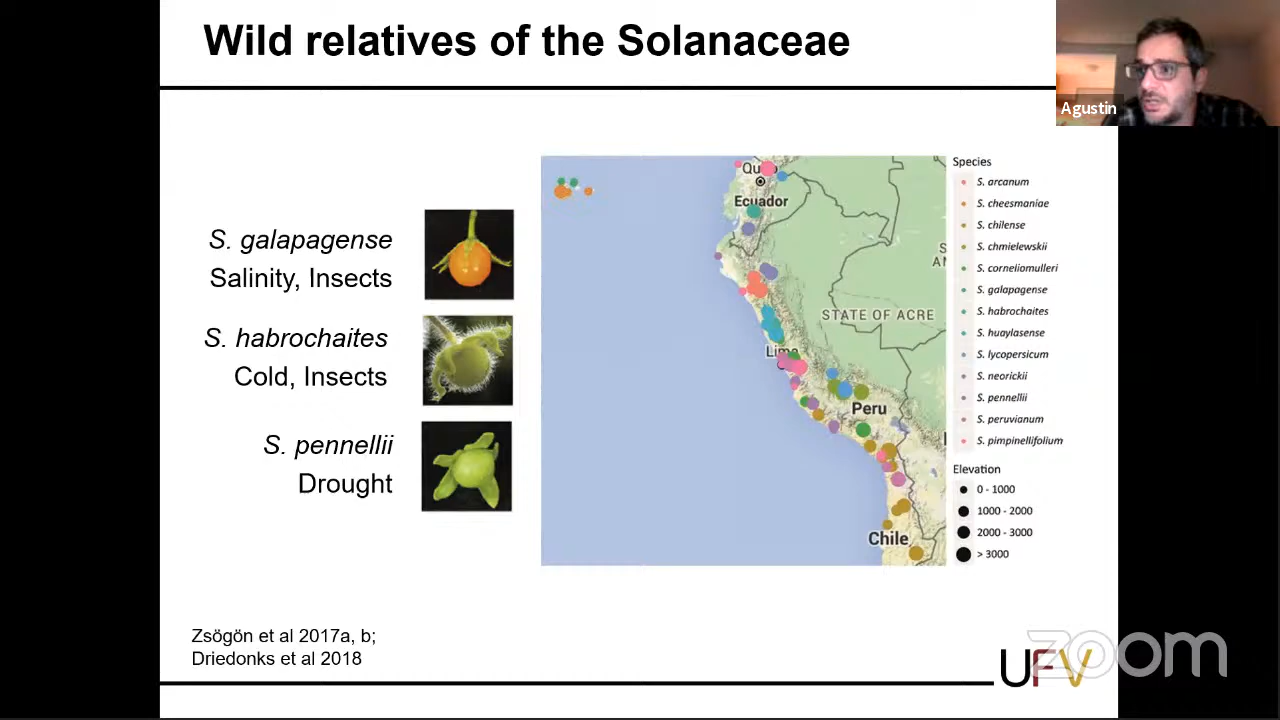 Wild relatives of the Solanaceae
Agustin
S. galapagense
Salinity, Insects
S. habrochaites
Cold, Insects
S. pennellii
Drought
Ecuador
STATE OF ACRE
Peru
Chile
Species
S. arcanum
S. cheesmaniae
S. chilense
S. chmielewskii
S. corneliomulleri
S. galapagense
S. habrochaites
S. huaylasense
S. lycopersicum
S. neorickii
S. pennellii
S. peruvianum
S. pimpinellifolium
Elevation
0 - 1000
1000 - 2000
2000 - 3000
> 3000
Zsögön et al 2017a, b;
Driedonks et al 2018
UFV
zoom